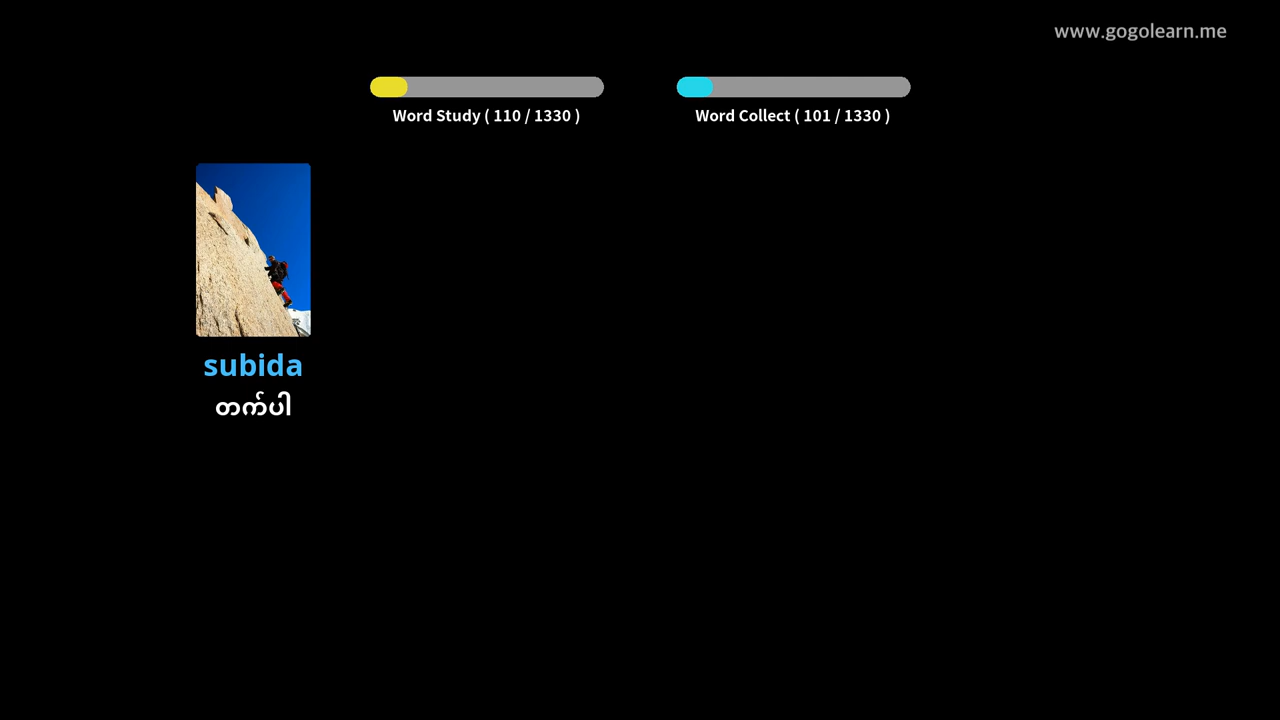 www.gogolearn.me
Word Study ( 110 / 1330 )
Word Collect ( 101 / 1330 )
subida
တက်ပါ